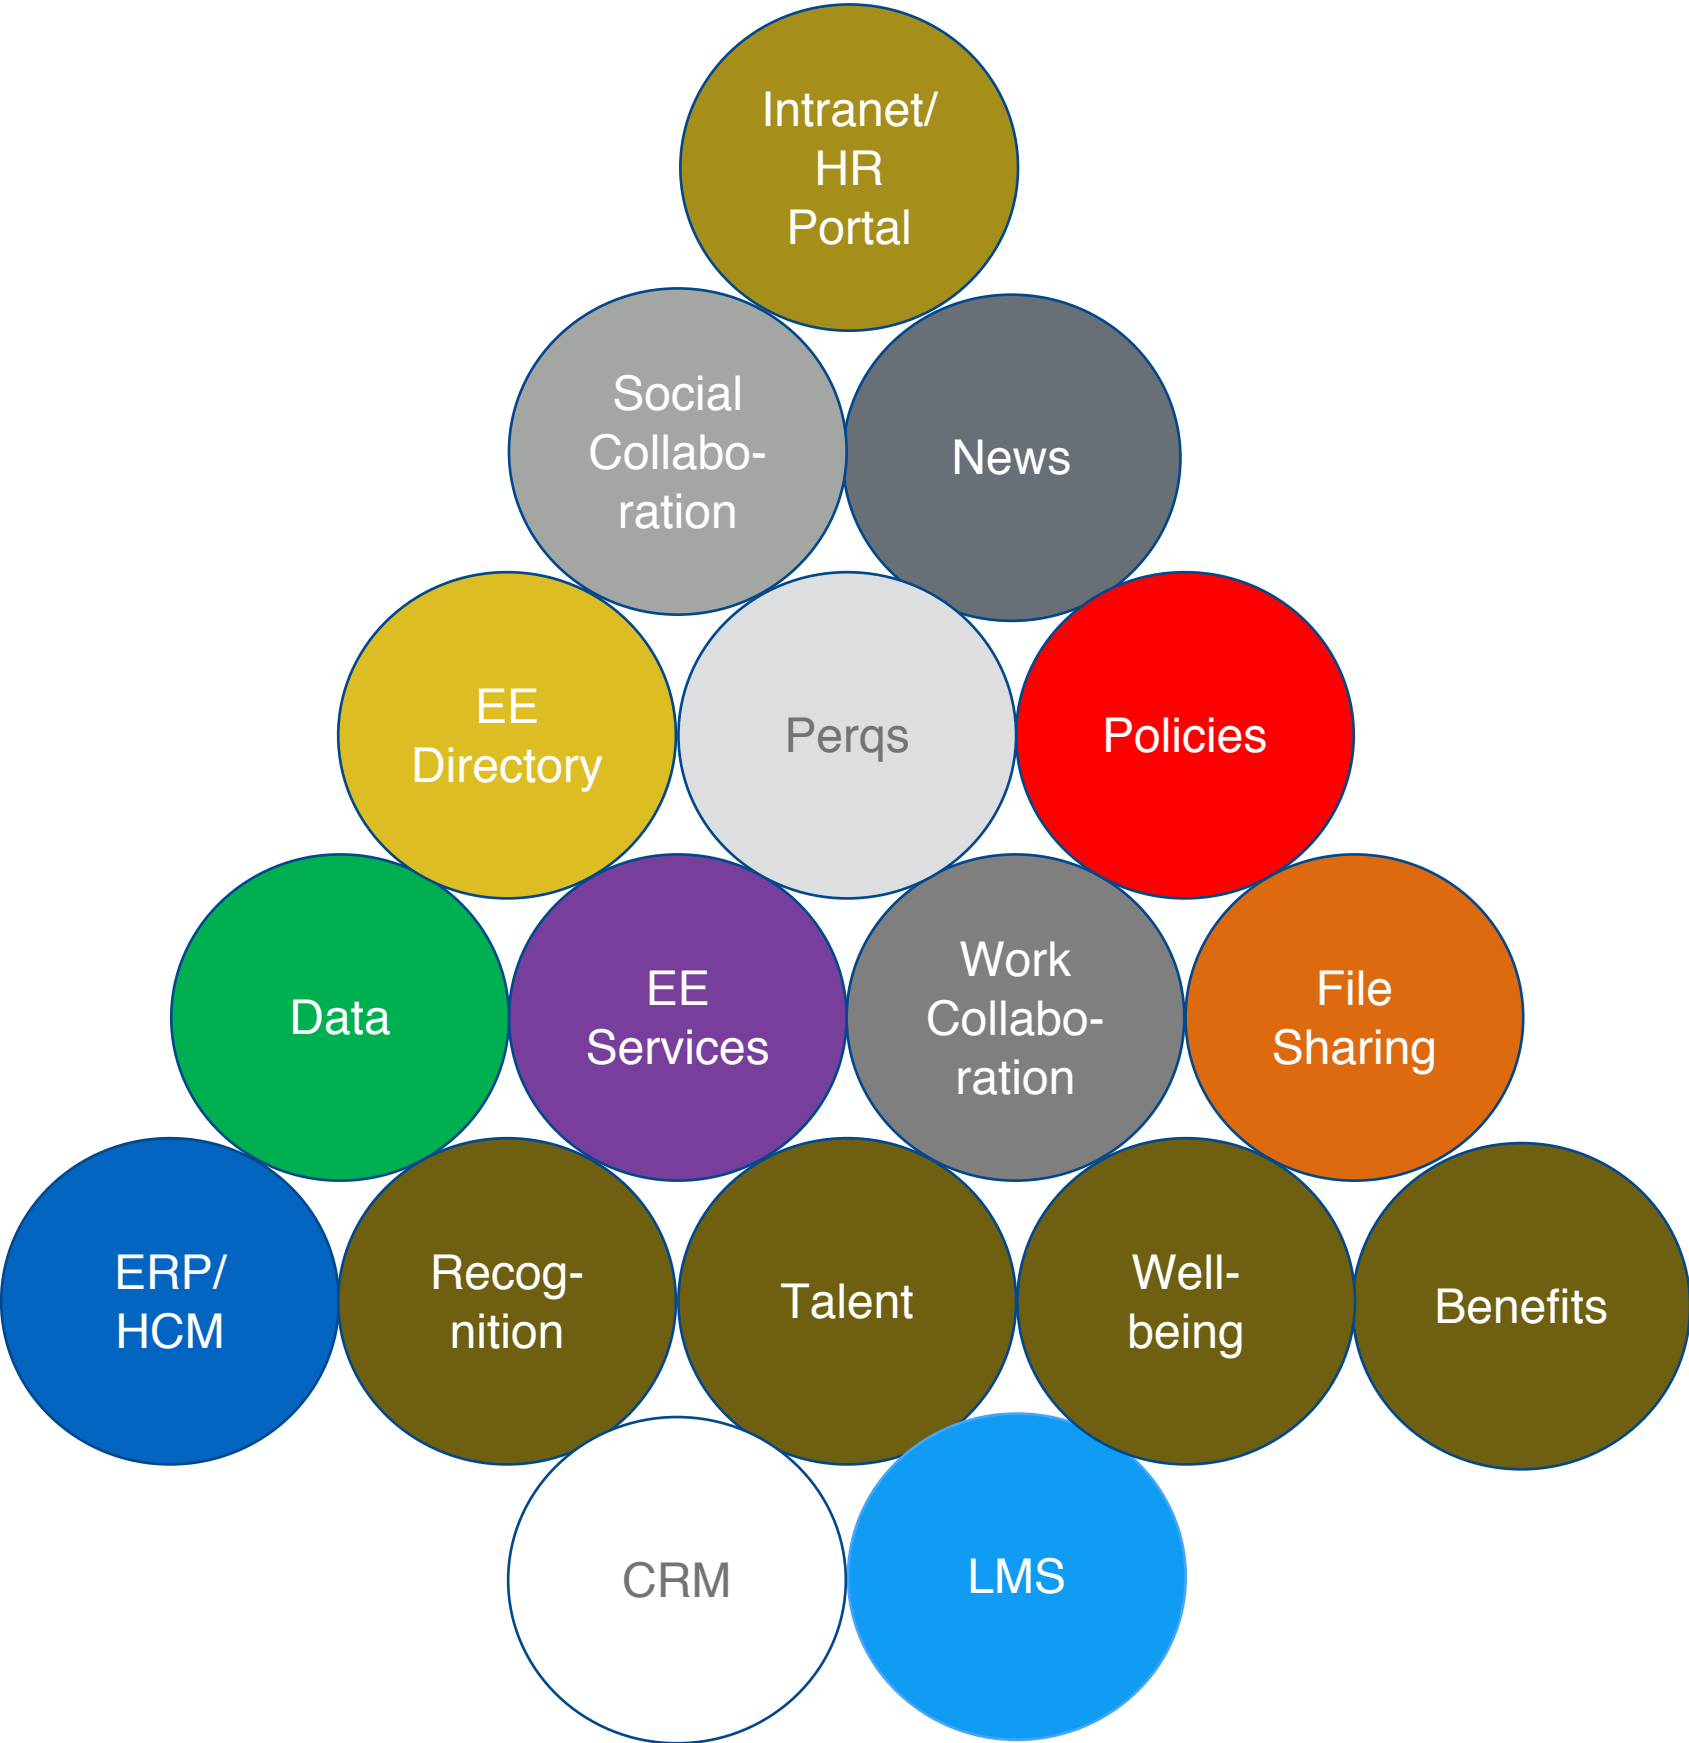 Intranet/
HR
Portal
Social
Collabo-
ration
News
EE
Directory
Perqs
Policies
Data
EE
Services
Work
Collabo-
ration
File
Sharing
ERP/
HCM
Recog-
nition
Talent
Well-
being
Benefits
CRM
LMS